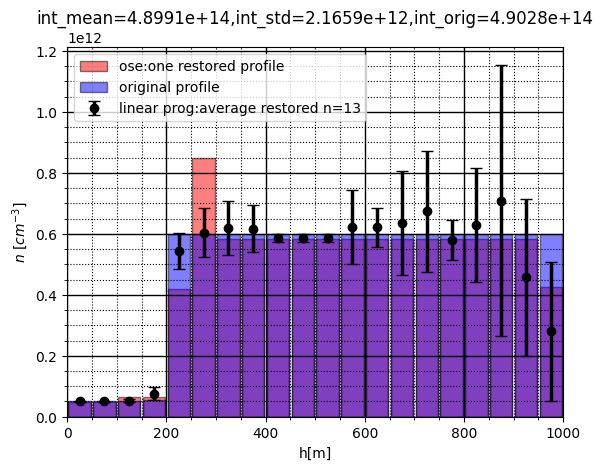 int_mean=4.8991e+14,int_std=2.1659e+12,int_orig=4.9028e+14
1e12
ose:one restored profile
original profile
linear prog:average restored n=13
1.2
1.0
0.8
0.6
0.4
0.2
0.0
n [cm⁻³]
0 200 400 600 800 1000
h[m]